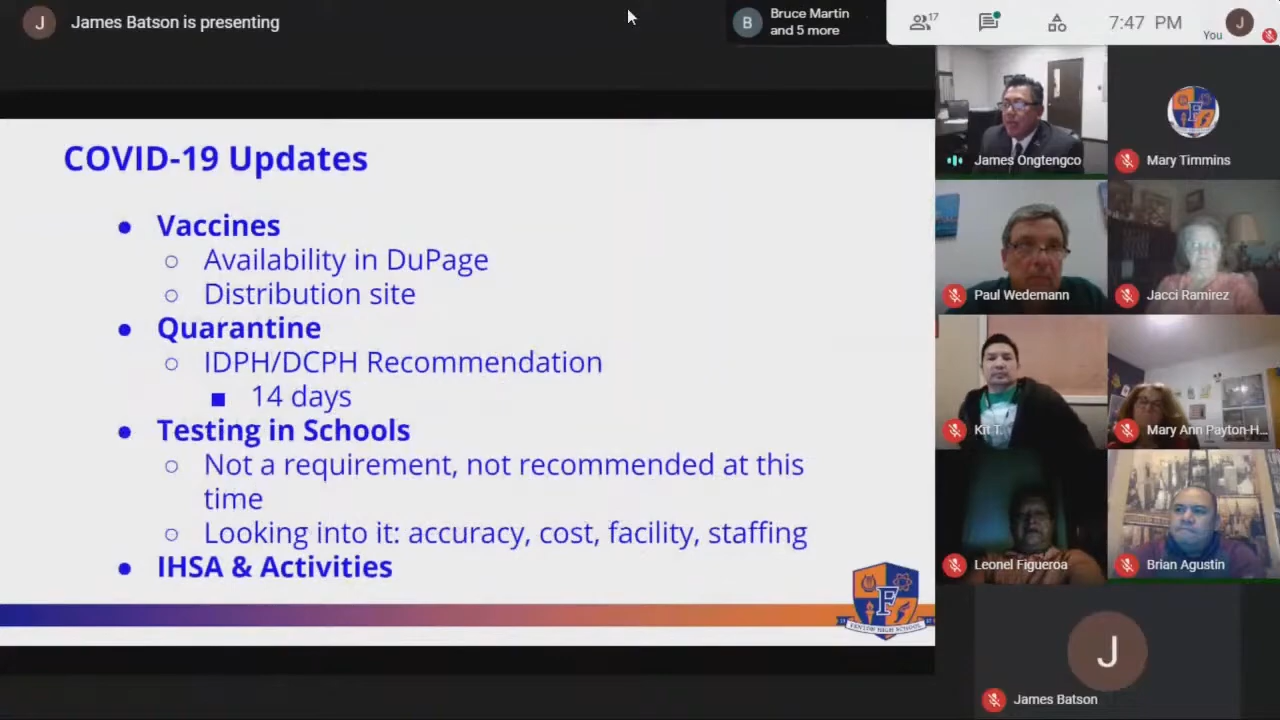 J James Batson is presenting
B Bruce Martin
and 5 more
17
7:47 PM
You
J
COVID-19 Updates
Vaccines
Availability in DuPage
Distribution site
Quarantine
IDPH/DCPH Recommendation
14 days
Testing in Schools
Not a requirement, not recommended at this
time
Looking into it: accuracy, cost, facility, staffing
IHSA & Activities
F
FENTON HIGH SCHOOL
James Ongtengco
F
Mary Timmins
Paul Wedemann
Jacci Ramirez
Kit T.
Mary Ann Payton-H...
Leonel Figueroa
Brian Agustin
J
James Batson